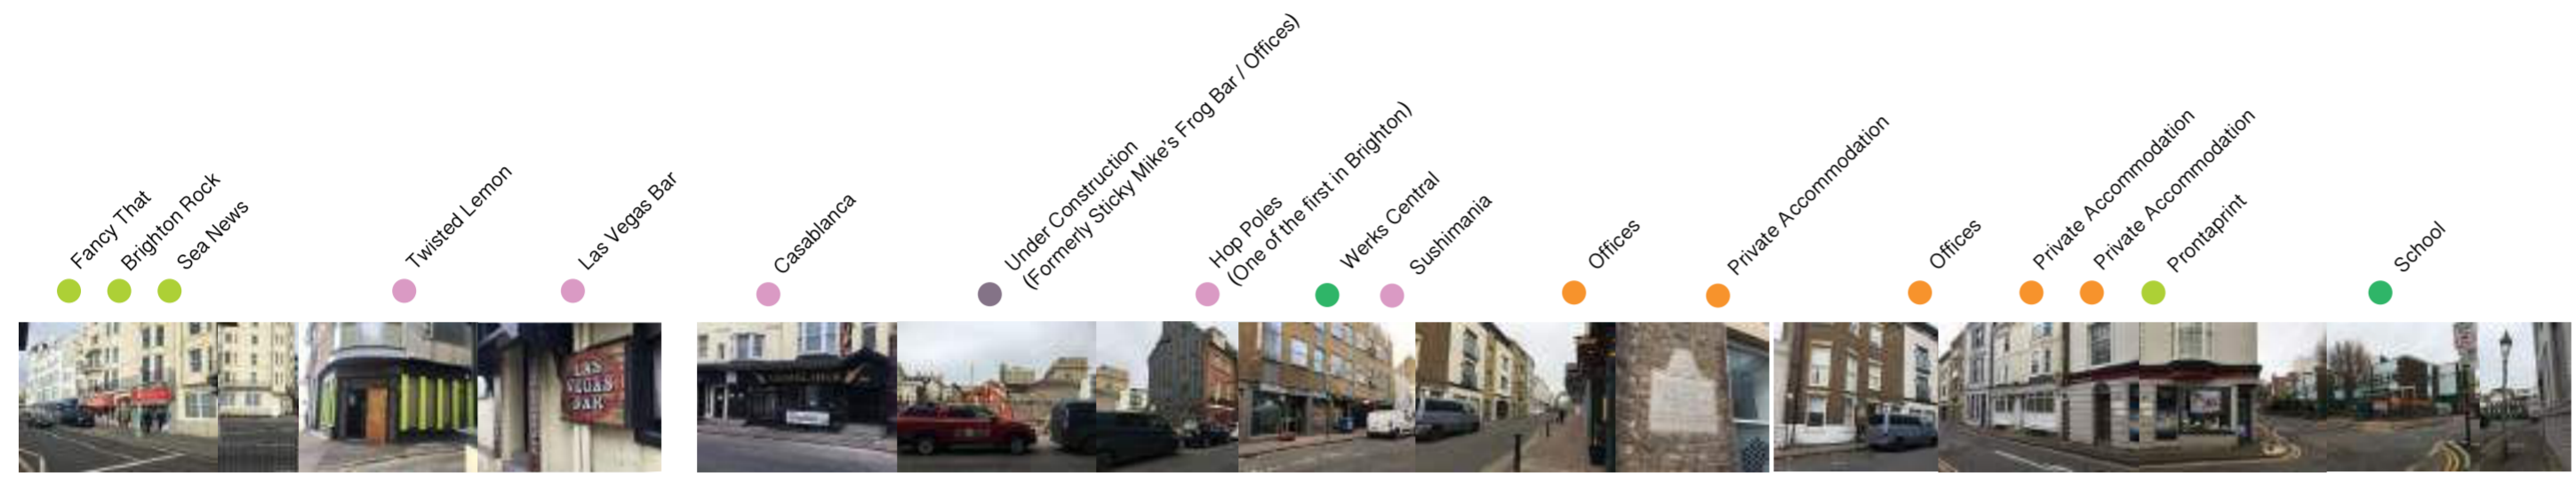 Fancy That
Brighton Rock
Sea News
Twisted Lemon
Las Vegas Bar
Casablanca
Under Construction
(Formerly Sticky Mike's Frog Bar / Offices)
Hop Poles
(One of the first in Brighton)
Werks Central
Sushimania
Offices
Private Accommodation
Offices
Private Accommodation
Private Accommodation
Prontaprint
School
LAS
VEGAS
BAR